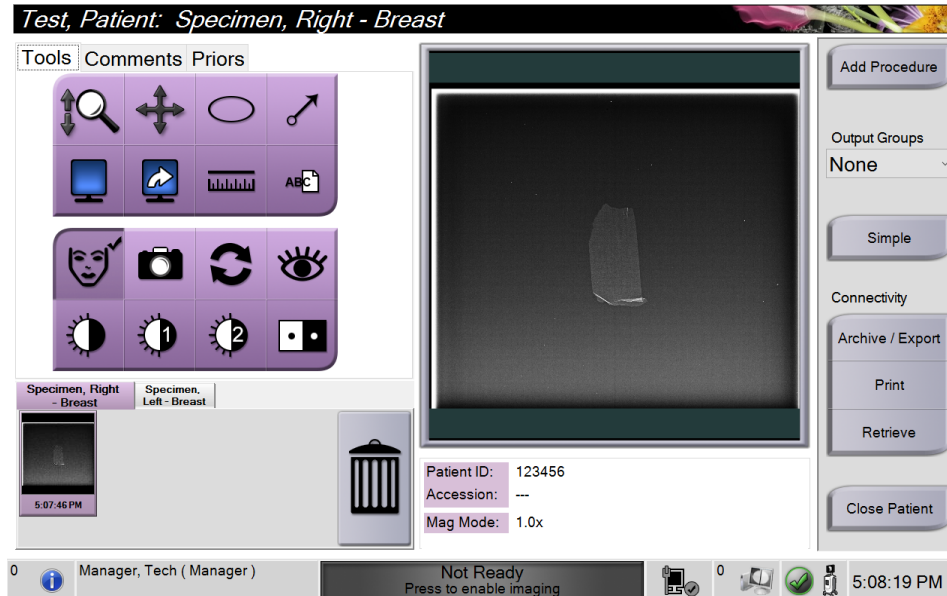 Test, Patient: Specimen, Right - Breast
Tools Comments Priors
ABC
1 2
Specimen, Right
- Breast
Specimen,
Left - Breast
5:07:46 PM
Patient ID: 123456
Accession: ---
Mag Mode: 1.0x
Add Procedure
Output Groups
None
Simple
Connectivity
Archive / Export
Print
Retrieve
Close Patient
0
Manager, Tech ( Manager )
Not Ready
Press to enable imaging
0
5:08:19 PM